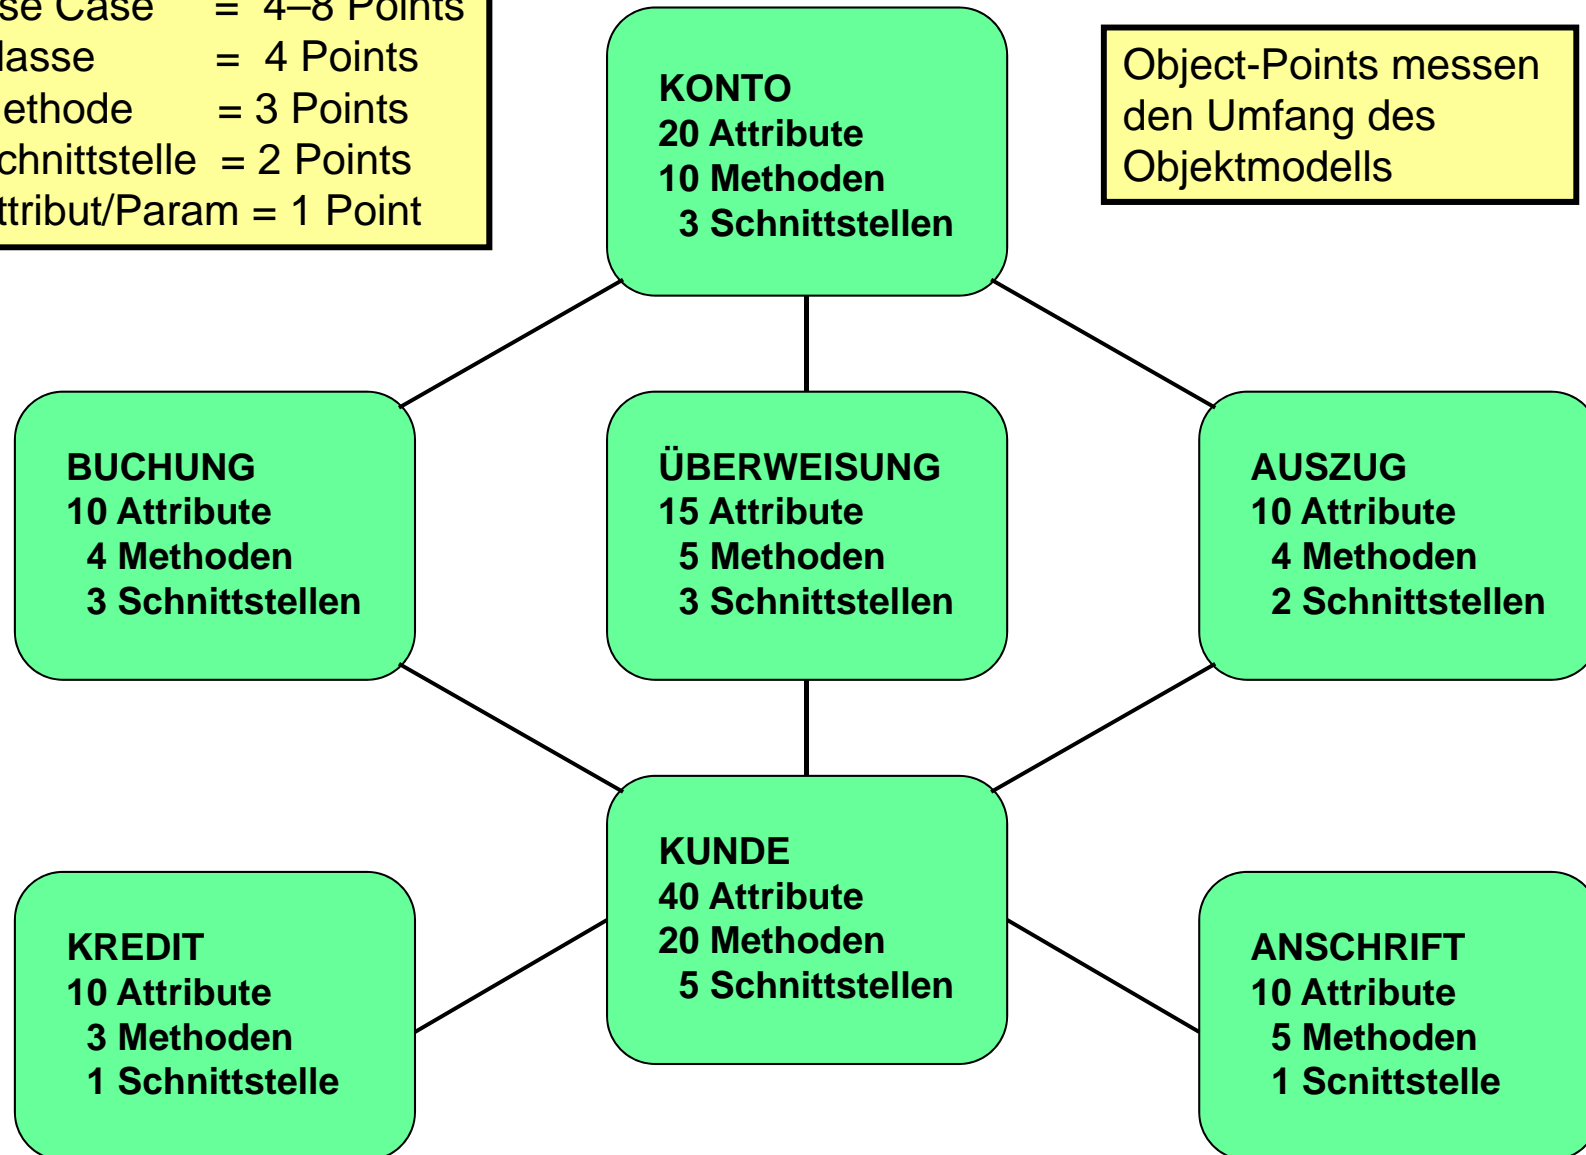 se Case = 4–8 Points
lasse = 4 Points
ethode = 3 Points
chnittstelle = 2 Points
ttribut/Param = 1 Point
Object-Points messen
den Umfang des
Objektmodells
KONTO
20 Attribute
10 Methoden
3 Schnittstellen
BUCHUNG
10 Attribute
4 Methoden
3 Schnittstellen
ÜBERWEISUNG
15 Attribute
5 Methoden
3 Schnittstellen
AUSZUG
10 Attribute
4 Methoden
2 Schnittstellen
KUNDE
40 Attribute
20 Methoden
5 Schnittstellen
KREDIT
10 Attribute
3 Methoden
1 Schnittstelle
ANSCHRIFT
10 Attribute
5 Methoden
1 Scnittstelle